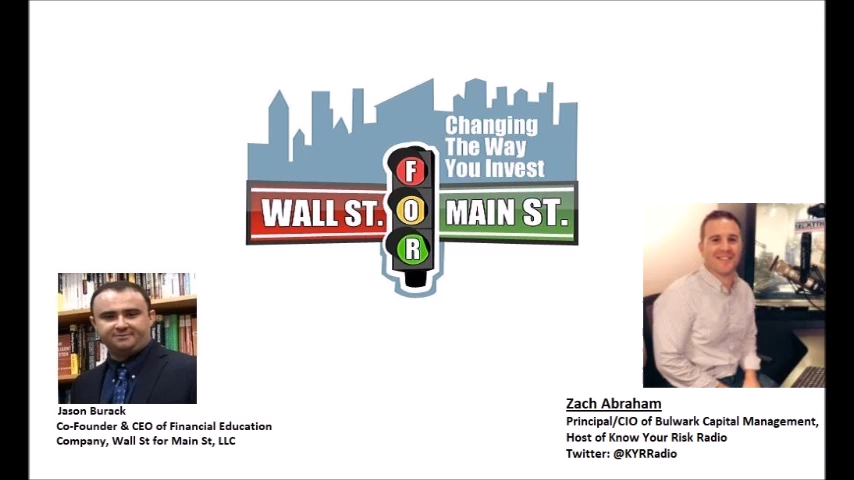 Changing
The Way
You Invest
WALL ST. FOR MAIN ST.
Jason Burack
Co-Founder & CEO of Financial Education
Company, Wall St for Main St, LLC
Zach Abraham
Principal/CIO of Bulwark Capital Management,
Host of Know Your Risk Radio
Twitter: @KYRRadio